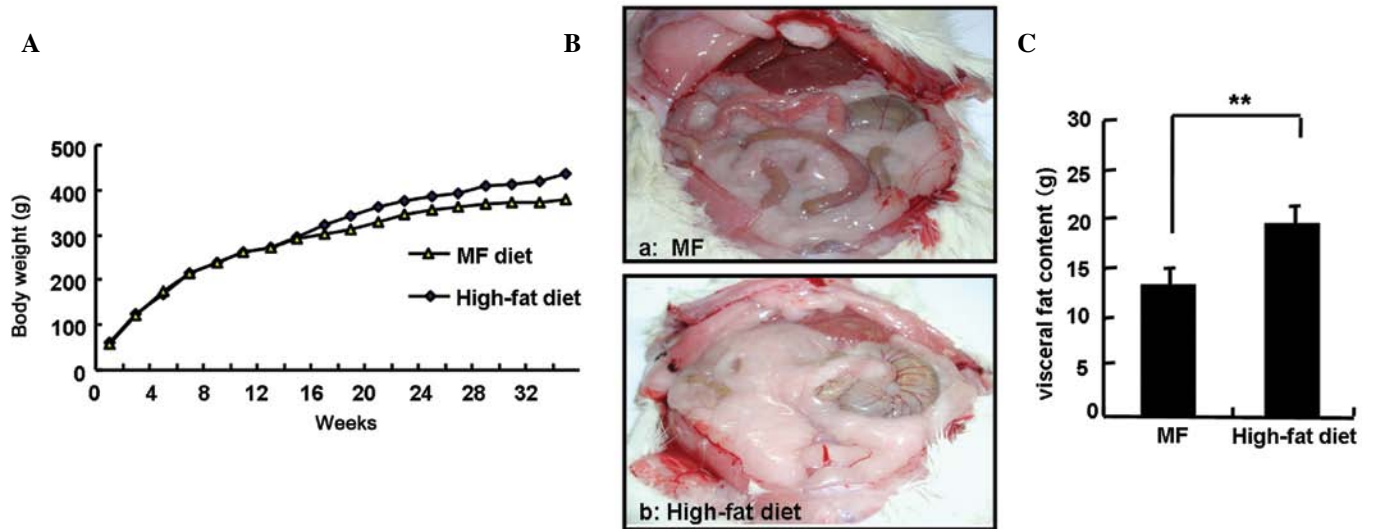 A
B
C
Body weight (g)
500
400
300
200
100
0
0 4 8 12 16 20 24 28 32
Weeks
MF diet
High-fat diet
a: MF
b: High-fat diet
**
visceral fat content (g)
30
25
20
15
10
5
0
MF High-fat diet